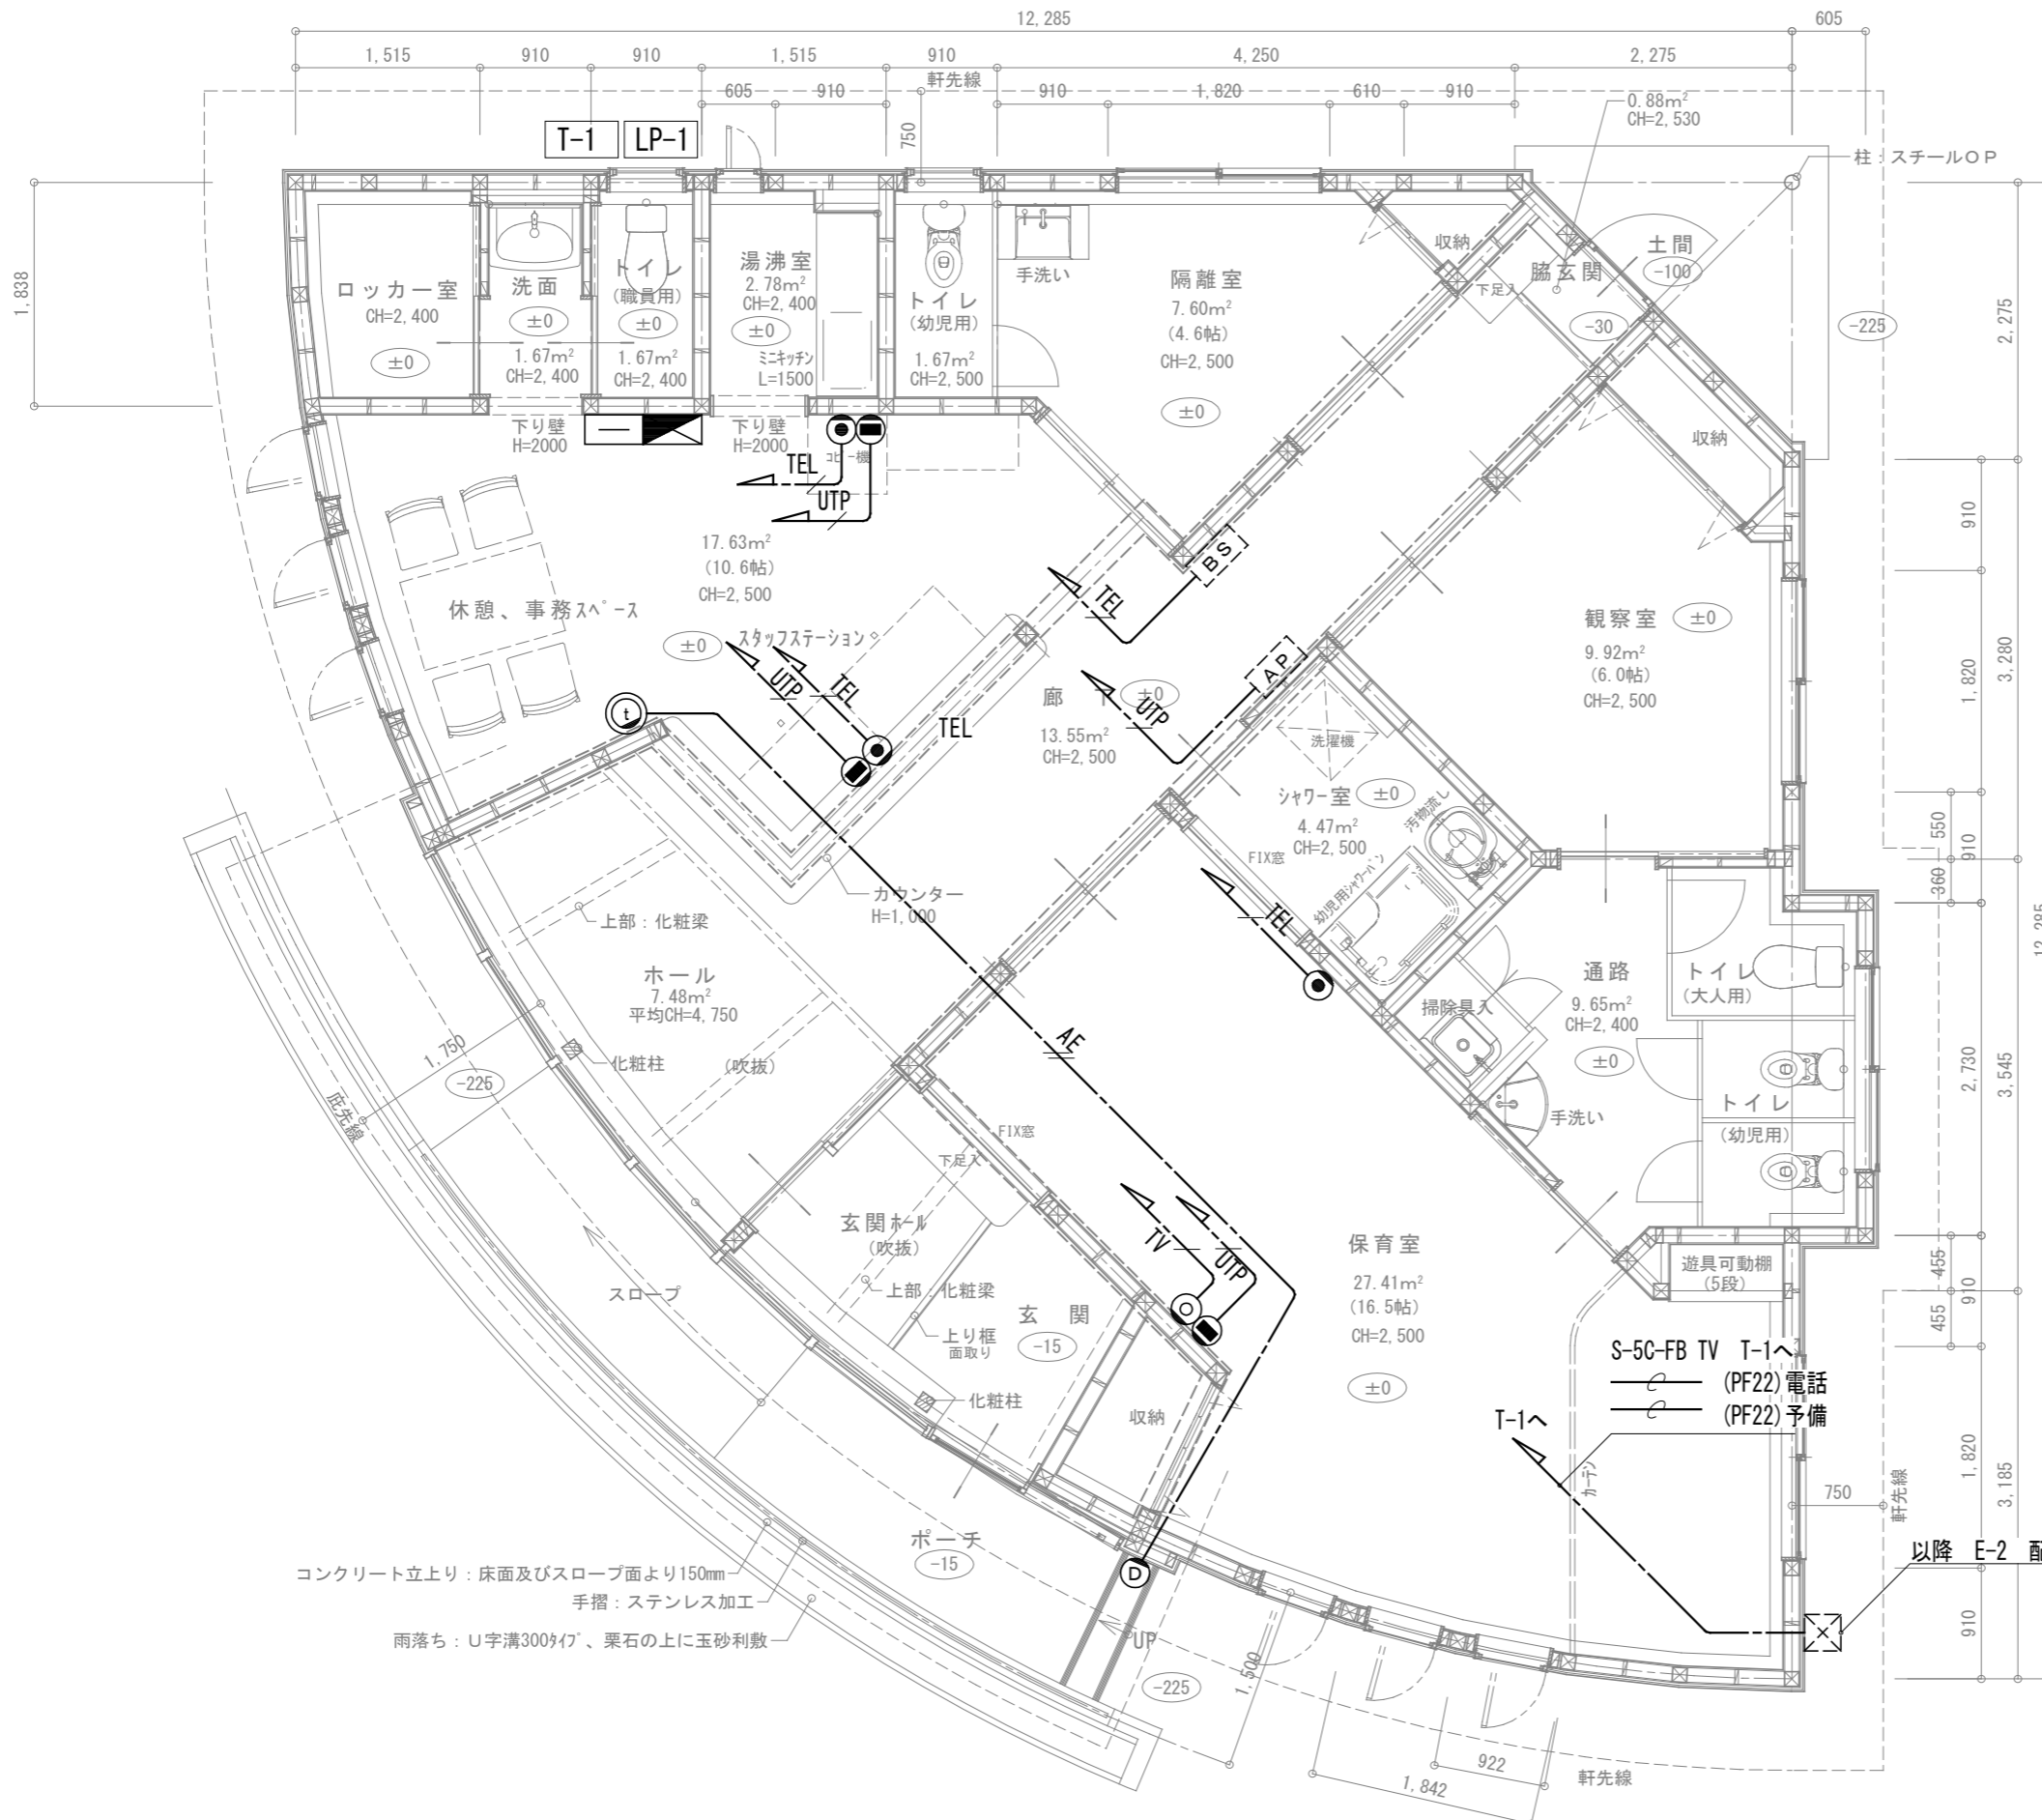 12,285
605
1,515
910
910
1,515
910
4,250
2,275
軒先線
605
910
910
1,820
610
910
0.88m²
CH=2,530
T-1
LP-1
750
柱：スチールＯＰ
1,838
ロッカー室
CH=2,400
±0
洗面
±0
1.67m²
CH=2,400
トイレ
(職員用)
±0
1.67m²
CH=2,400
湯沸室
2.78m²
CH=2,400
±0
ミニキッチン
L=1500
トイレ
(幼児用)
1.67m²
CH=2,500
手洗い
隔離室
7.60m²
(4.6帖)
CH=2,500
±0
収納
下足入
脇玄関
-30
土間
-100
-225
2,275
収納
下り壁
H=2000
下り壁
H=2000
コピー機
TEL
UTP
17.63m²
(10.6帖)
CH=2,500
休憩、事務スペース
±0
スタッフステーション
UTP
TEL
TEL
t
BS
TEL
AP
UTP
廊下
±0
13.55m²
CH=2,500
観察室
±0
9.92m²
(6.0帖)
CH=2,500
910
1,820
3,280
洗濯機
シャワー室
±0
4.47m²
CH=2,500
汚物流し
幼児用シャワーパン
FIX窓
TEL
550
910
360
12,285
カウンター
H=1,000
上部：化粧梁
ホール
7.48m²
平均CH=4,750
化粧柱
(吹抜)
1,750
-225
庇先線
AE
掃除具入
通路
9.65m²
CH=2,400
±0
トイレ
(大人用)
トイレ
(幼児用)
手洗い
2,730
3,545
FIX窓
下足入
玄関ホール
(吹抜)
上部：化粧梁
スロープ
上り框
面取り
玄関
-15
化粧柱
収納
TV
UTP
保育室
27.41m²
(16.5帖)
CH=2,500
±0
遊具可動棚
(5段)
455
910
455
S-5C-FB TV T-1へ
(PF22)電話
(PF22)予備
T-1へ
カーテン
1,820
3,185
750
軒先線
ポーチ
-15
D
以降 E-2 配
コンクリート立上り：床面及びスロープ面より150mm
手摺：ステンレス加工
雨落ち：Ｕ字溝300タイプ、栗石の上に玉砂利敷
UP
-225
1,500
910
922
1,842
軒先線